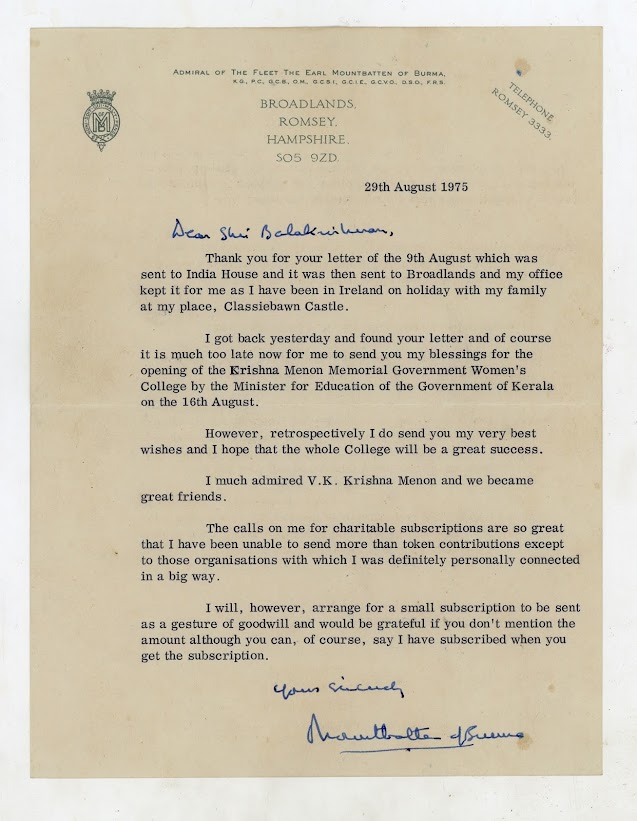 ADMIRAL OF THE FLEET THE EARL MOUNTBATTEN OF BURMA,
K.G., P.C., G.C.B., O.M., G.C.S.I., G.C.I.E., G.C.V.O., D.S.O., F.R.S.
BROADLANDS,
ROMSEY,
HAMPSHIRE.
SO5 9ZD.
TELEPHONE
ROMSEY 3333.
29th August 1975
Dear Shri Balakrishnan,
Thank you for your letter of the 9th August which was
sent to India House and it was then sent to Broadlands and my office
kept it for me as I have been in Ireland on holiday with my family
at my place, Classiebawn Castle.
I got back yesterday and found your letter and of course
it is much too late now for me to send you my blessings for the
opening of the Krishna Menon Memorial Government Women's
College by the Minister for Education of the Government of Kerala
on the 16th August.
However, retrospectively I do send you my very best
wishes and I hope that the whole College will be a great success.
I much admired V.K. Krishna Menon and we became
great friends.
The calls on me for charitable subscriptions are so great
that I have been unable to send more than token contributions except
to those organisations with which I was definitely personally connected
in a big way.
I will, however, arrange for a small subscription to be sent
as a gesture of goodwill and would be grateful if you don't mention the
amount although you can, of course, say I have subscribed when you
get the subscription.
Yours sincerely
Mountbatten of Burma